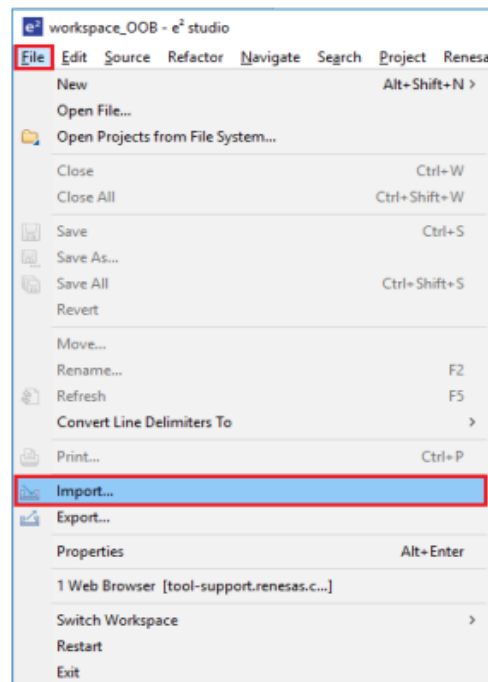 e² workspace_OOB - e² studio
File Edit Source Refactor Navigate Search Project Renesa
New Alt+Shift+N >
Open File...
Open Projects from File System...
Close Ctrl+W
Close All Ctrl+Shift+W
Save Ctrl+S
Save As...
Save All Ctrl+Shift+S
Revert
Move...
Rename... F2
Refresh F5
Convert Line Delimiters To >
Print... Ctrl+P
Import...
Export...
Properties Alt+Enter
1 Web Browser [tool-support.renesas.c...]
Switch Workspace >
Restart
Exit